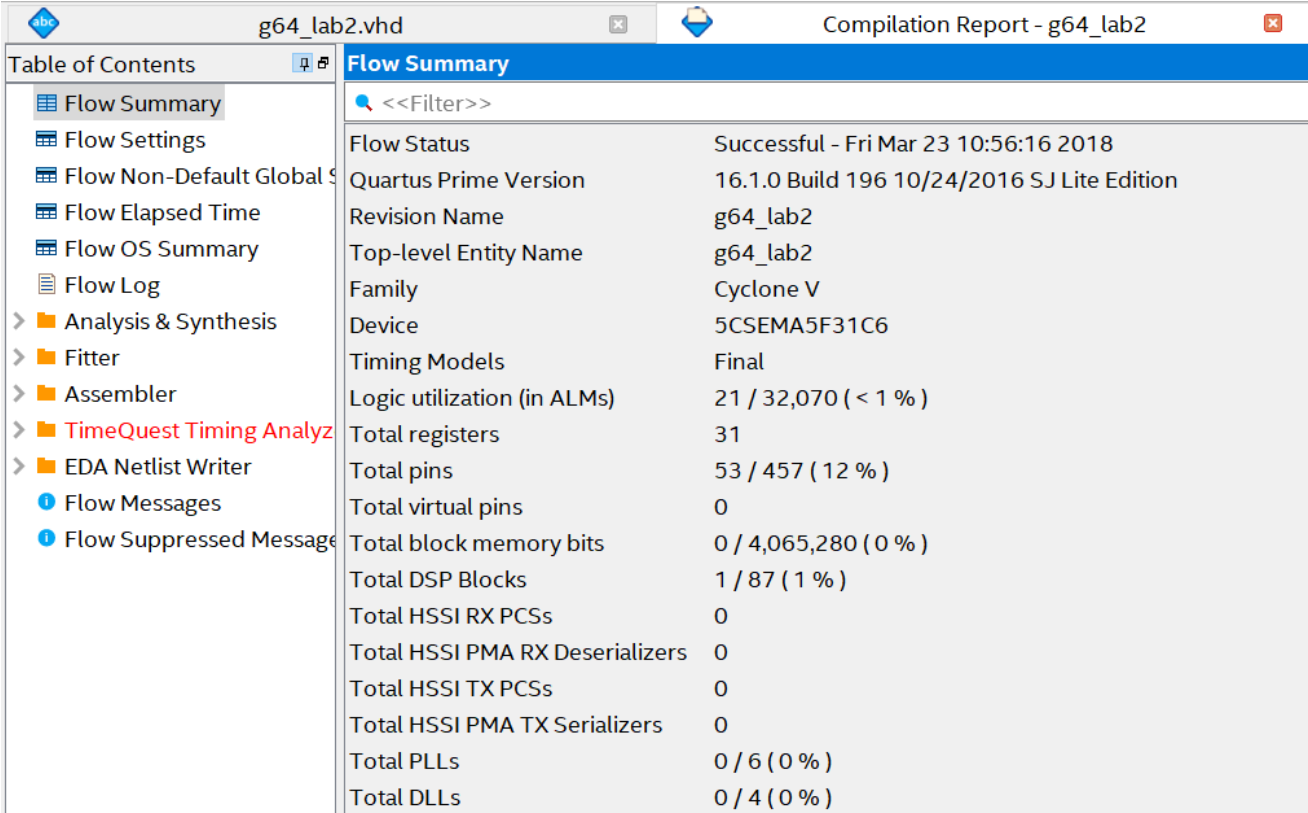 abc g64_lab2.vhd Compilation Report - g64_lab2
Table of Contents
Flow Summary
Flow Settings
Flow Non-Default Global S
Flow Elapsed Time
Flow OS Summary
Flow Log
Analysis & Synthesis
Fitter
Assembler
TimeQuest Timing Analyz
EDA Netlist Writer
Flow Messages
Flow Suppressed Message
Flow Summary
<<Filter>>
Flow Status Successful - Fri Mar 23 10:56:16 2018
Quartus Prime Version 16.1.0 Build 196 10/24/2016 SJ Lite Edition
Revision Name g64_lab2
Top-level Entity Name g64_lab2
Family Cyclone V
Device 5CSEMA5F31C6
Timing Models Final
Logic utilization (in ALMs) 21 / 32,070 ( < 1 % )
Total registers 31
Total pins 53 / 457 ( 12 % )
Total virtual pins 0
Total block memory bits 0 / 4,065,280 ( 0 % )
Total DSP Blocks 1 / 87 ( 1 % )
Total HSSI RX PCSs 0
Total HSSI PMA RX Deserializers 0
Total HSSI TX PCSs 0
Total HSSI PMA TX Serializers 0
Total PLLs 0 / 6 ( 0 % )
Total DLLs 0 / 4 ( 0 % )